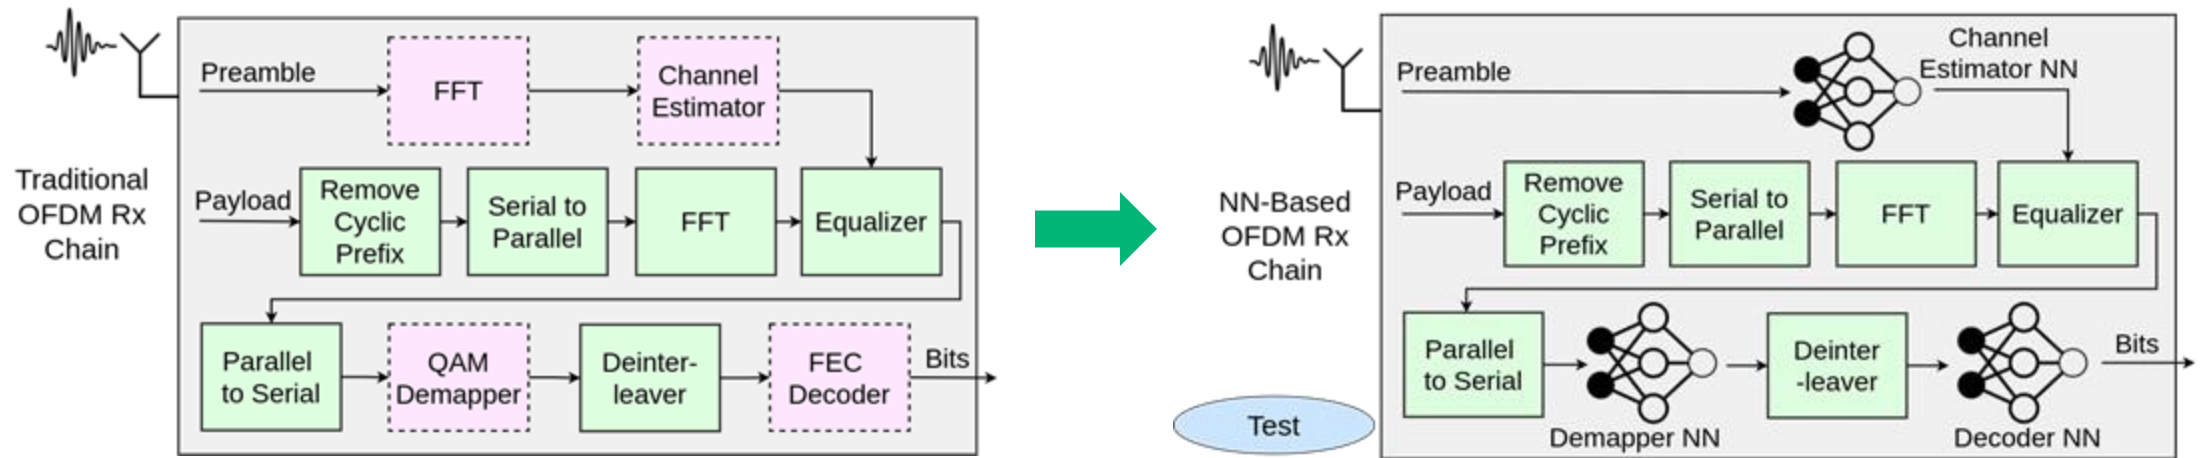 Traditional
OFDM Rx
Chain
Preamble
FFT
Channel
Estimator
Payload
Remove
Cyclic
Prefix
Serial to
Parallel
FFT
Equalizer
Parallel
to Serial
QAM
Demapper
Deinter-
leaver
FEC
Decoder
Bits
NN-Based
OFDM Rx
Chain
Test
Preamble
Channel
Estimator NN
Payload
Remove
Cyclic
Prefix
Serial to
Parallel
FFT
Equalizer
Parallel
to Serial
Demapper NN
Deinter
-leaver
Decoder NN
Bits